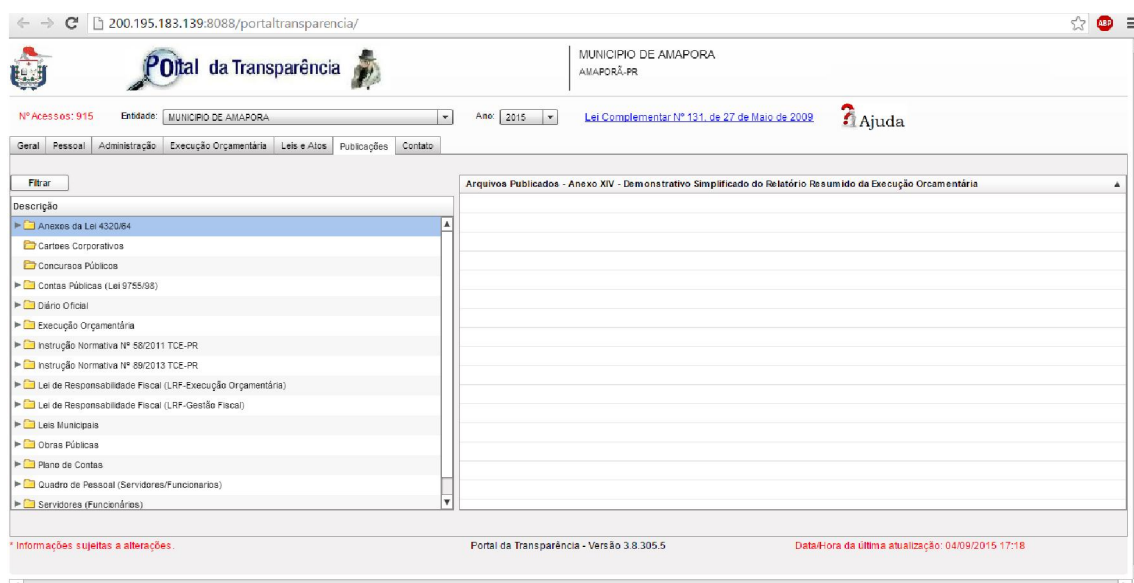 200.195.183.139:8088/portaltransparencia/
ABP
Portal da Transparência
MUNICIPIO DE AMAPORA
AMAPORÃ-PR
Nº Acessos: 915
Entidade: MUNICIPIO DE AMAPORA
Ano: 2015
Lei Complementar Nº 131, de 27 de Maio de 2009
Ajuda
Geral Pessoal Administração Execução Orçamentária Leis e Atos Publicações Contato
Filtrar
Descrição
Anexos da Lei 4320/64
Cartoes Corporativos
Concursos Públicos
Contas Públicas (Lei 9755/98)
Diário Oficial
Execução Orçamentária
Instrução Normativa Nº 58/2011 TCE-PR
Instrução Normativa Nº 89/2013 TCE-PR
Lei de Responsabilidade Fiscal (LRF-Execução Orçamentária)
Lei de Responsabilidade Fiscal (LRF-Gestão Fiscal)
Leis Municipais
Obras Públicas
Plano de Contas
Quadro de Pessoal (Servidores/Funcionarios)
Servidores (Funcionários)
Arquivos Publicados - Anexo XIV - Demonstrativo Simplificado do Relatório Resumido da Execução Orcamentária
* Informações sujeitas a alterações.
Portal da Transparência - Versão 3.8.305.5
Data/Hora da última atualização: 04/09/2015 17:18